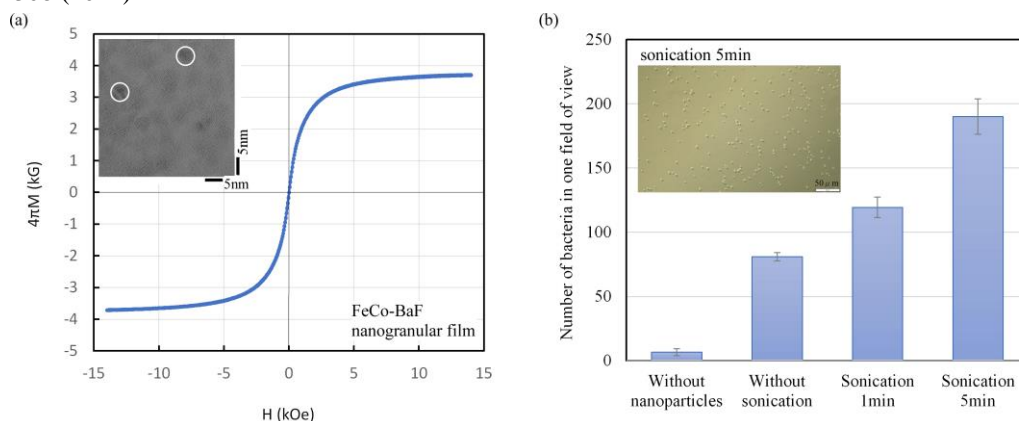 (a)
(b)
5
4
3
2
1
0
-1
-2
-3
-4
-5
4πM (kG)
5nm
5nm
FeCo-BaF
nanogranular film
-15
-10
-5
0
5
10
15
H (kOe)
250
200
150
100
50
0
Number of bacteria in one field of view
sonication 5min
50μm
Without
nanoparticles
Without
sonication
Sonication
1min
Sonication
5min